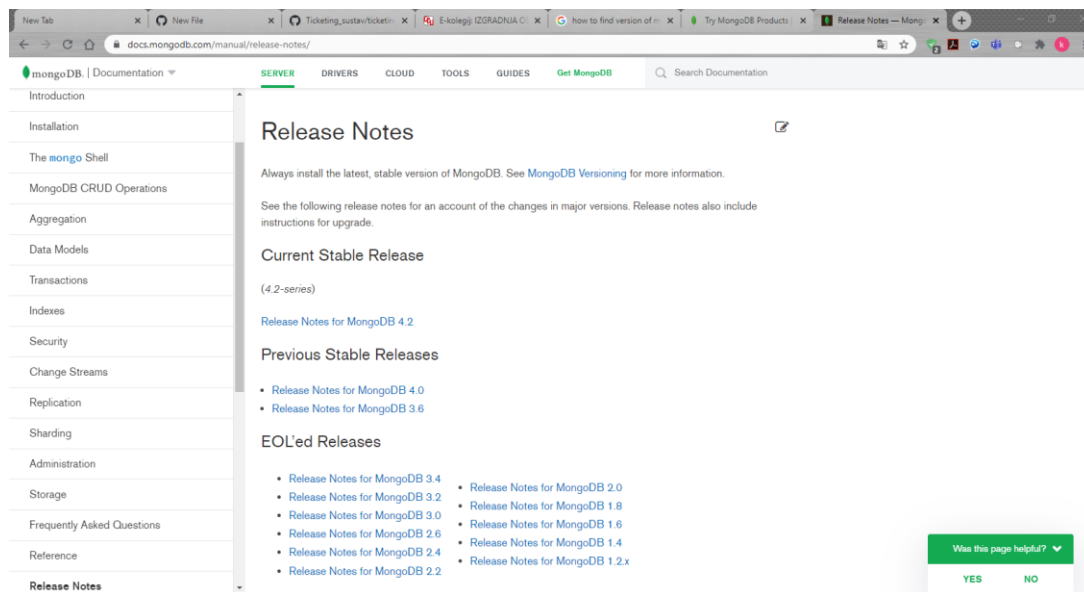 New Tab
New File
Ticketing_sustav/ticketin
E-kolegij: IZGRADNJA O
how to find version of m
Try MongoDB Products
Release Notes — Mongo
docs.mongodb.com/manual/release-notes/
mongoDB. | Documentation
SERVER DRIVERS CLOUD TOOLS GUIDES Get MongoDB
Search Documentation
Introduction
Installation
The mongo Shell
MongoDB CRUD Operations
Aggregation
Data Models
Transactions
Indexes
Security
Change Streams
Replication
Sharding
Administration
Storage
Frequently Asked Questions
Reference
Release Notes
Release Notes
Always install the latest, stable version of MongoDB. See MongoDB Versioning for more information.
See the following release notes for an account of the changes in major versions. Release notes also include
instructions for upgrade.
Current Stable Release
(4.2-series)
Release Notes for MongoDB 4.2
Previous Stable Releases
• Release Notes for MongoDB 4.0
• Release Notes for MongoDB 3.6
EOL'ed Releases
• Release Notes for MongoDB 3.4
• Release Notes for MongoDB 3.2
• Release Notes for MongoDB 3.0
• Release Notes for MongoDB 2.6
• Release Notes for MongoDB 2.4
• Release Notes for MongoDB 2.2
• Release Notes for MongoDB 2.0
• Release Notes for MongoDB 1.8
• Release Notes for MongoDB 1.6
• Release Notes for MongoDB 1.4
• Release Notes for MongoDB 1.2.x
Was this page helpful?
YES NO